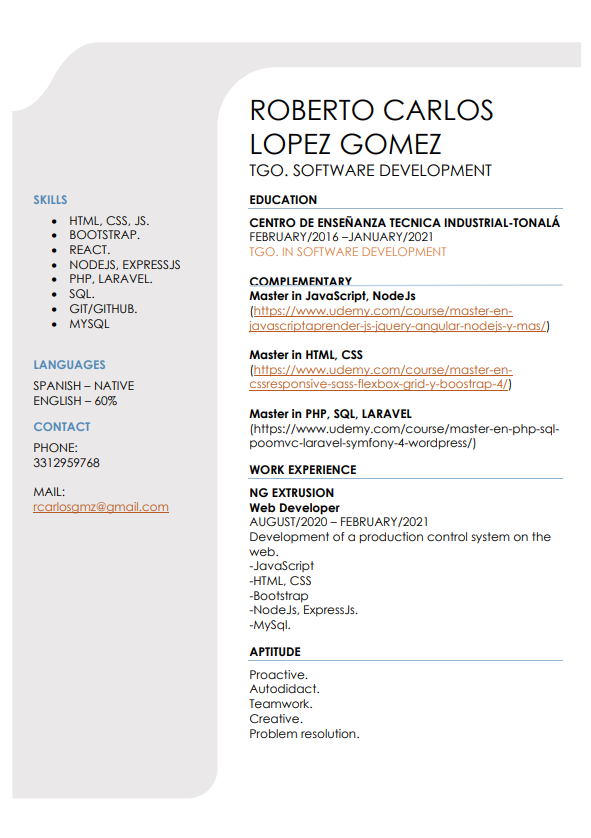 ROBERTO CARLOS
LOPEZ GOMEZ
TGO. SOFTWARE DEVELOPMENT
SKILLS
• HTML, CSS, JS.
• BOOTSTRAP.
• REACT.
• NODEJS, EXPRESSJS
• PHP, LARAVEL.
• SQL.
• GIT/GITHUB.
• MYSQL
LANGUAGES
SPANISH – NATIVE
ENGLISH – 60%
CONTACT
PHONE:
3312959768
MAIL:
rcarlosgmz@gmail.com
EDUCATION
CENTRO DE ENSEÑANZA TECNICA INDUSTRIAL-TONALÁ
FEBRUARY/2016 –JANUARY/2021
TGO. IN SOFTWARE DEVELOPMENT
COMPLEMENTARY
Master in JavaScript, NodeJs
(https://www.udemy.com/course/master-en-
javascriptaprender-js-jquery-angular-nodejs-y-mas/)
Master in HTML, CSS
(https://www.udemy.com/course/master-en-
cssresponsive-sass-flexbox-grid-y-boostrap-4/)
Master in PHP, SQL, LARAVEL
(https://www.udemy.com/course/master-en-php-sql-
poomvc-laravel-symfony-4-wordpress/)
WORK EXPERIENCE
NG EXTRUSION
Web Developer
AUGUST/2020 – FEBRUARY/2021
Development of a production control system on the
web.
-JavaScript
-HTML, CSS
-Bootstrap
-NodeJs, ExpressJs.
-MySql.
APTITUDE
Proactive.
Autodidact.
Teamwork.
Creative.
Problem resolution.